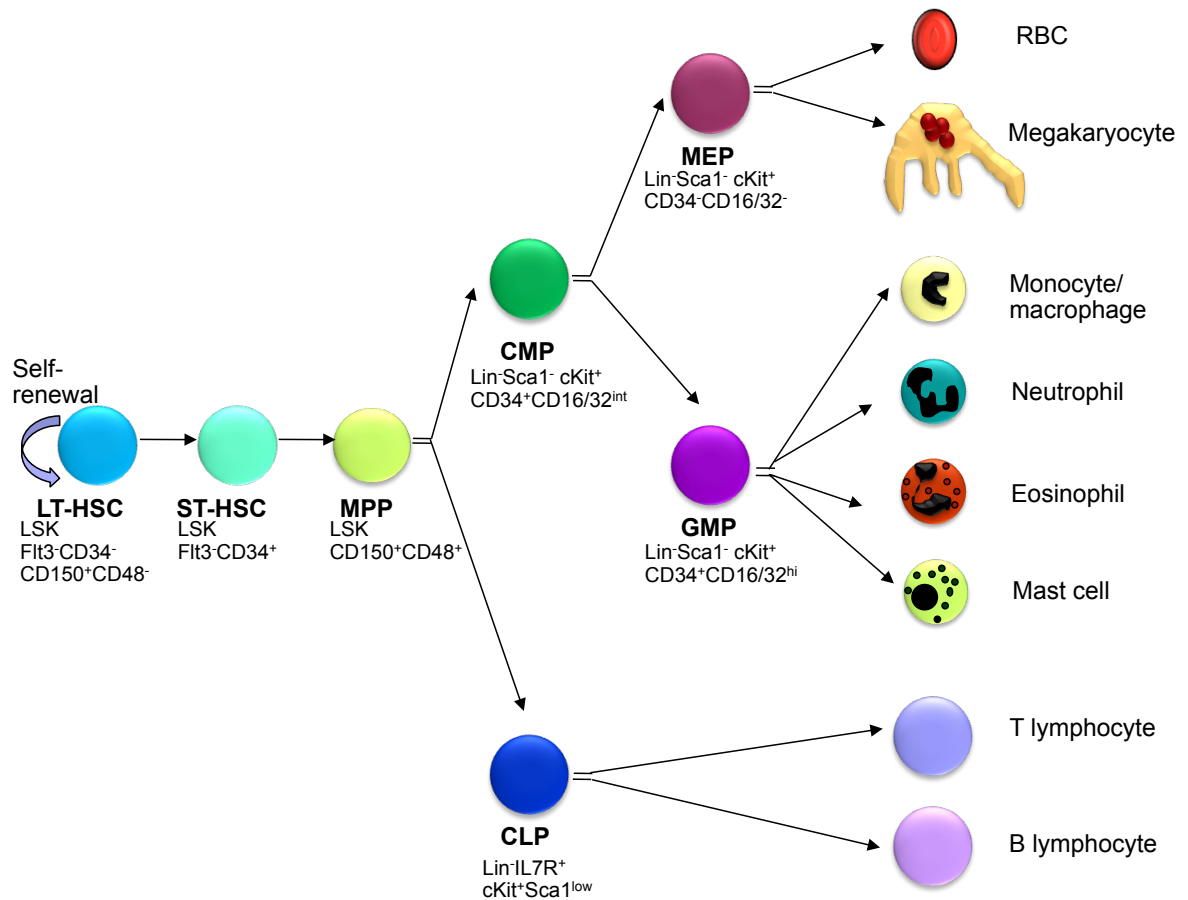 Self-
renewal
LT-HSC
LSK
Flt3⁻CD34⁻
CD150⁺CD48⁻
ST-HSC
LSK
Flt3⁻CD34⁺
MPP
LSK
CD150⁺CD48⁺
CMP
Lin⁻Sca1⁻ cKit⁺
CD34⁺CD16/32ⁱⁿᵗ
CLP
Lin⁻IL7R⁺
cKit⁺Sca1ˡᵒʷ
MEP
Lin⁻Sca1⁻ cKit⁺
CD34⁻CD16/32⁻
GMP
Lin⁻Sca1⁻ cKit⁺
CD34⁺CD16/32ʰⁱ
RBC
Megakaryocyte
Monocyte/
macrophage
Neutrophil
Eosinophil
Mast cell
T lymphocyte
B lymphocyte